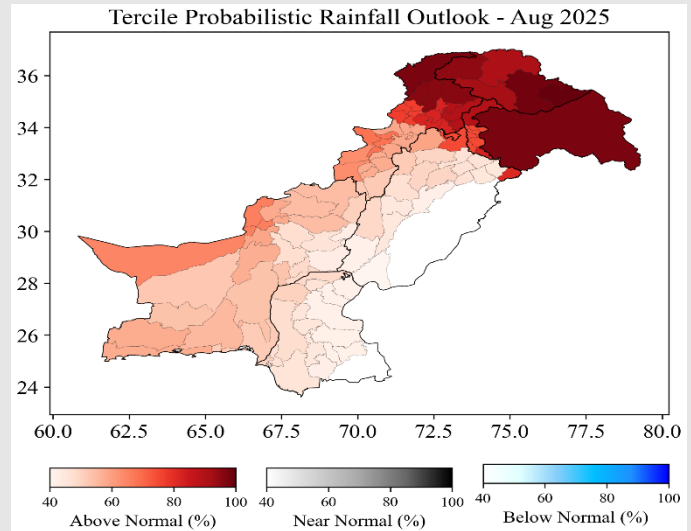 Tercile Probabilistic Rainfall Outlook - Aug 2025
36
34
32
30
28
26
24
60.0 62.5 65.0 67.5 70.0 72.5 75.0 77.5 80.0
40 60 80 100 40 60 80 100 40 60 80 100
Above Normal (%) Near Normal (%) Below Normal (%)